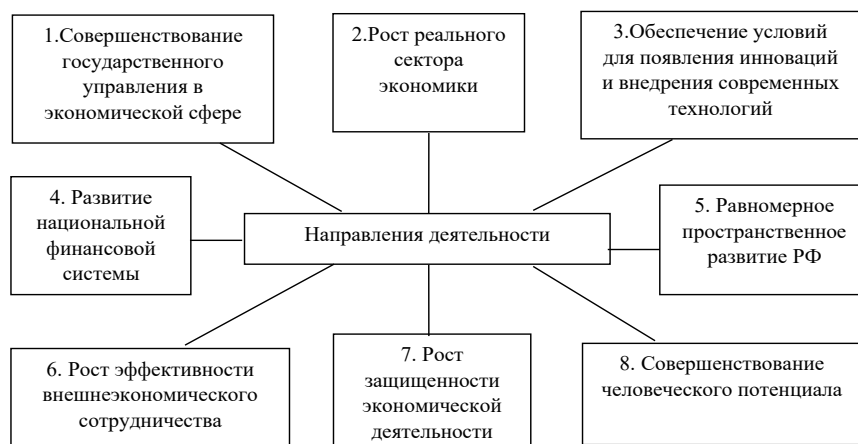 1.Совершенствование
государственного
управления в
экономической сфере
2.Рост реального
сектора
экономики
3.Обеспечение условий
для появления инноваций
и внедрения современных
технологий
4. Развитие
национальной
финансовой
системы
Направления деятельности
5. Равномерное
пространственное
развитие РФ
6. Рост эффективности
внешнеэкономического
сотрудничества
7. Рост
защищенности
экономической
деятельности
8. Совершенствование
человеческого потенциала